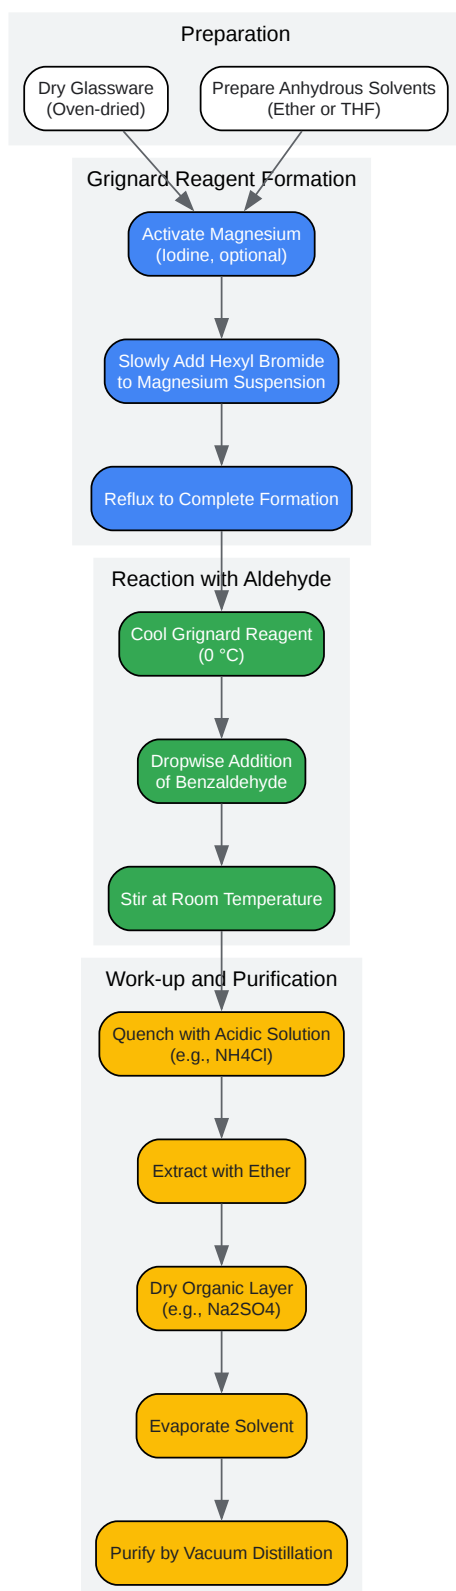 Preparation
Dry Glassware
(Oven-dried)
Prepare Anhydrous Solvents
(Ether or THF)
Grignard Reagent Formation
Activate Magnesium
(Iodine, optional)
Slowly Add Hexyl Bromide
to Magnesium Suspension
Reflux to Complete Formation
Reaction with Aldehyde
Cool Grignard Reagent
(0 °C)
Dropwise Addition
of Benzaldehyde
Stir at Room Temperature
Work-up and Purification
Quench with Acidic Solution
(e.g., NH4Cl)
Extract with Ether
Dry Organic Layer
(e.g., Na2SO4)
Evaporate Solvent
Purify by Vacuum Distillation